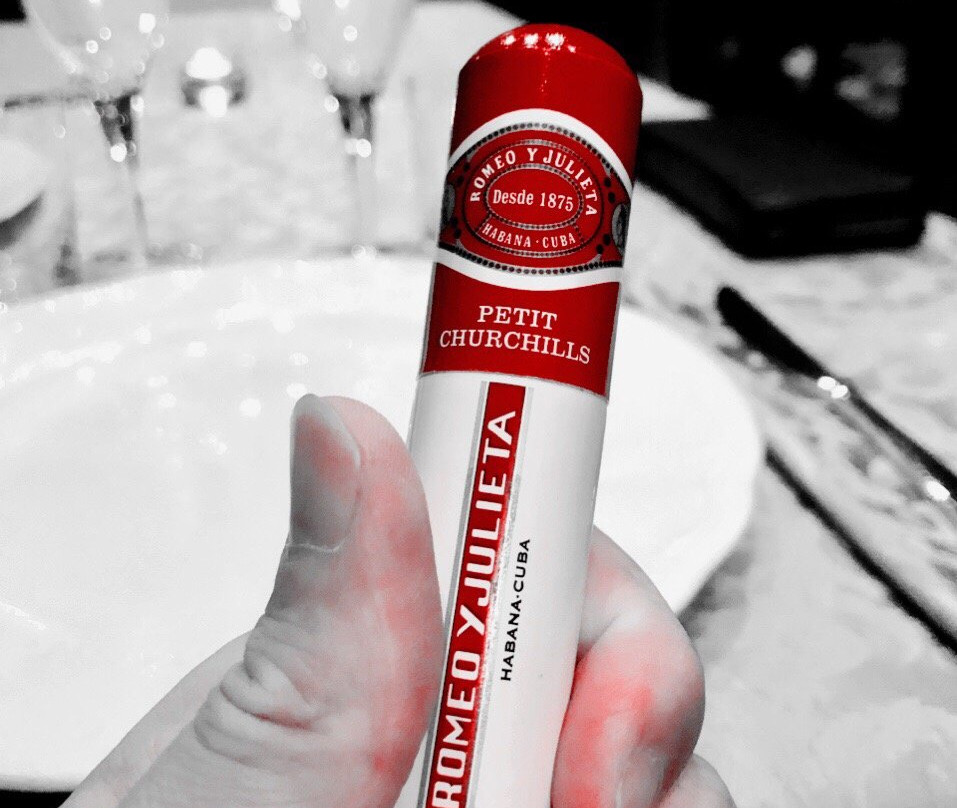 ROMEO Y JULIETA
Desde 1875
HABANA · CUBA
PETIT
CHURCHILLS
ROMEO Y JULIETA
HABANA·CUBA